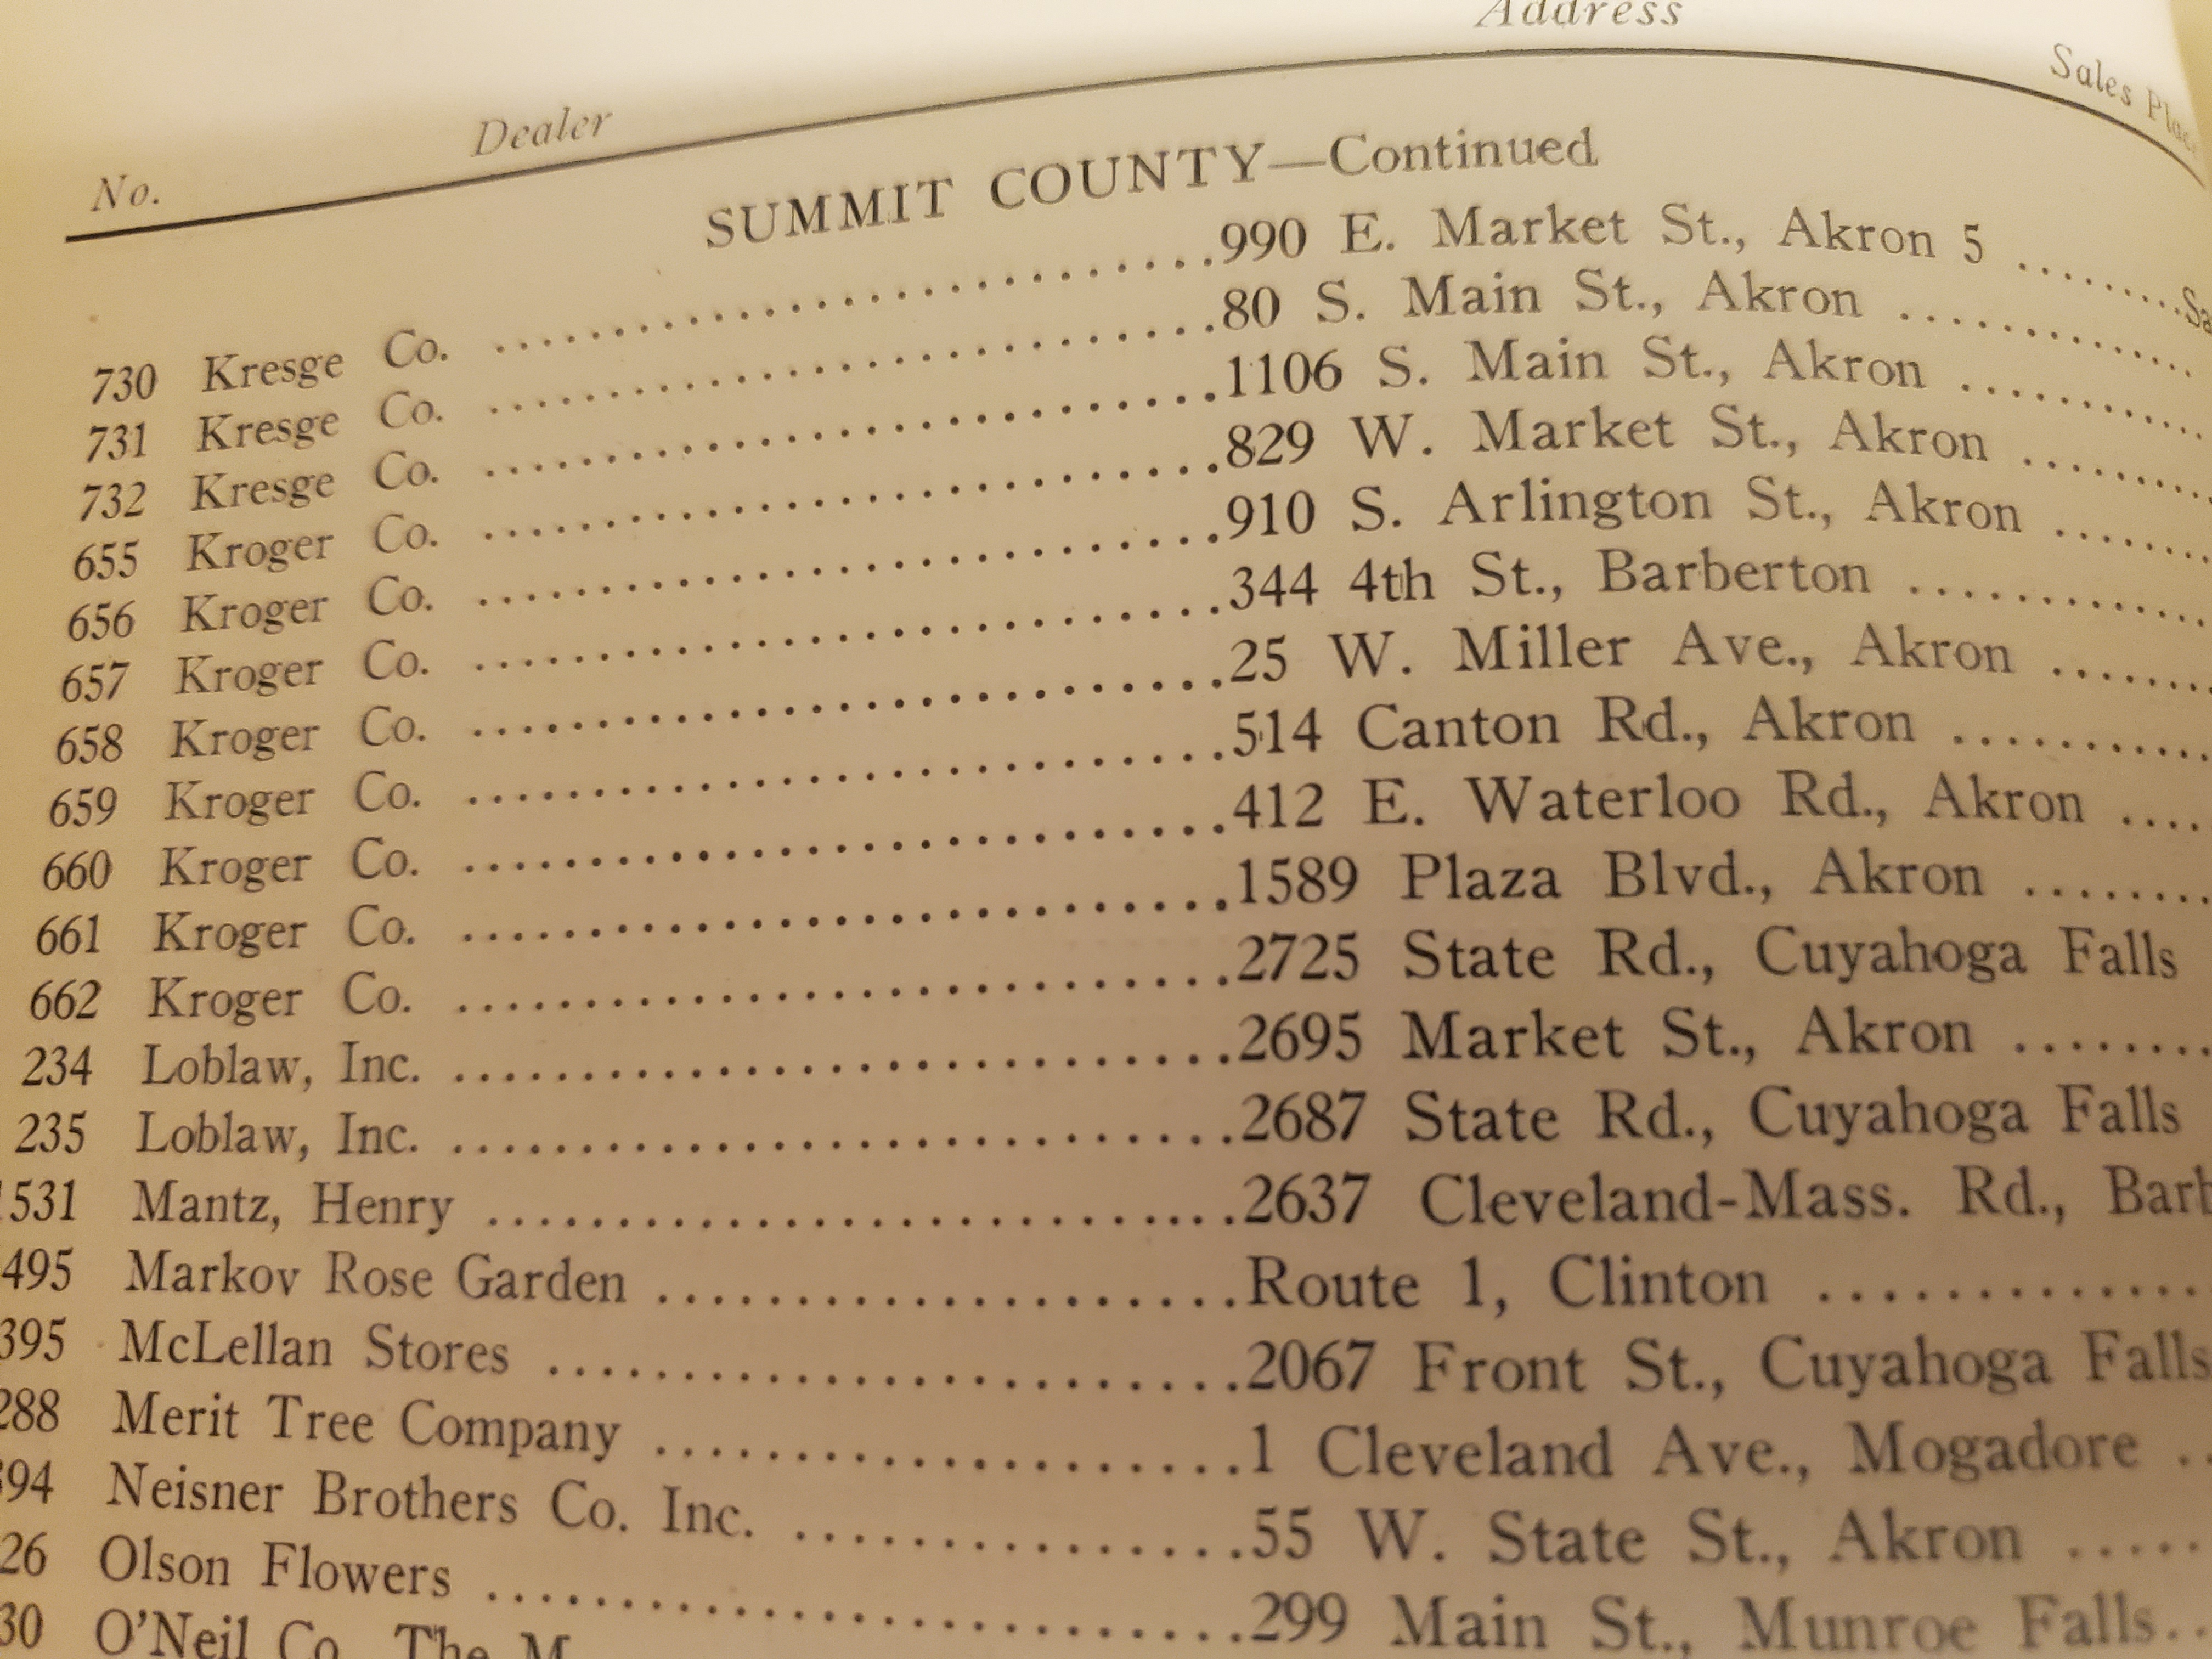 No. Dealer Address Sales
SUMMIT COUNTY—Continued
730 Kresge Co. ........................ 990 E. Market St., Akron 5 ........
731 Kresge Co. ........................ 80 S. Main St., Akron ........
732 Kresge Co. ........................ 1106 S. Main St., Akron ........
655 Kroger Co. ........................ 829 W. Market St., Akron ........
656 Kroger Co. ........................ 910 S. Arlington St., Akron ........
657 Kroger Co. ........................ 344 4th St., Barberton ........
658 Kroger Co. ........................ 25 W. Miller Ave., Akron ........
659 Kroger Co. ........................ 514 Canton Rd., Akron ........
660 Kroger Co. ........................ 412 E. Waterloo Rd., Akron ....
661 Kroger Co. ........................ 1589 Plaza Blvd., Akron ........
662 Kroger Co. ........................ 2725 State Rd., Cuyahoga Falls
234 Loblaw, Inc. ........................ 2695 Market St., Akron ........
235 Loblaw, Inc. ........................ 2687 State Rd., Cuyahoga Falls
531 Mantz, Henry ........................ 2637 Cleveland-Mass. Rd.,
495 Markov Rose Garden .................... Route 1, Clinton ........
395 McLellan Stores ........................ 2067 Front St., Cuyahoga Falls
288 Merit Tree Company .................... 1 Cleveland Ave., Mogadore ..
94 Neisner Brothers Co. Inc. ................ 55 W. State St., Akron .....
26 Olson Flowers ........................ 299 Main St., Munroe Falls..
30 O'Neil Co. The M